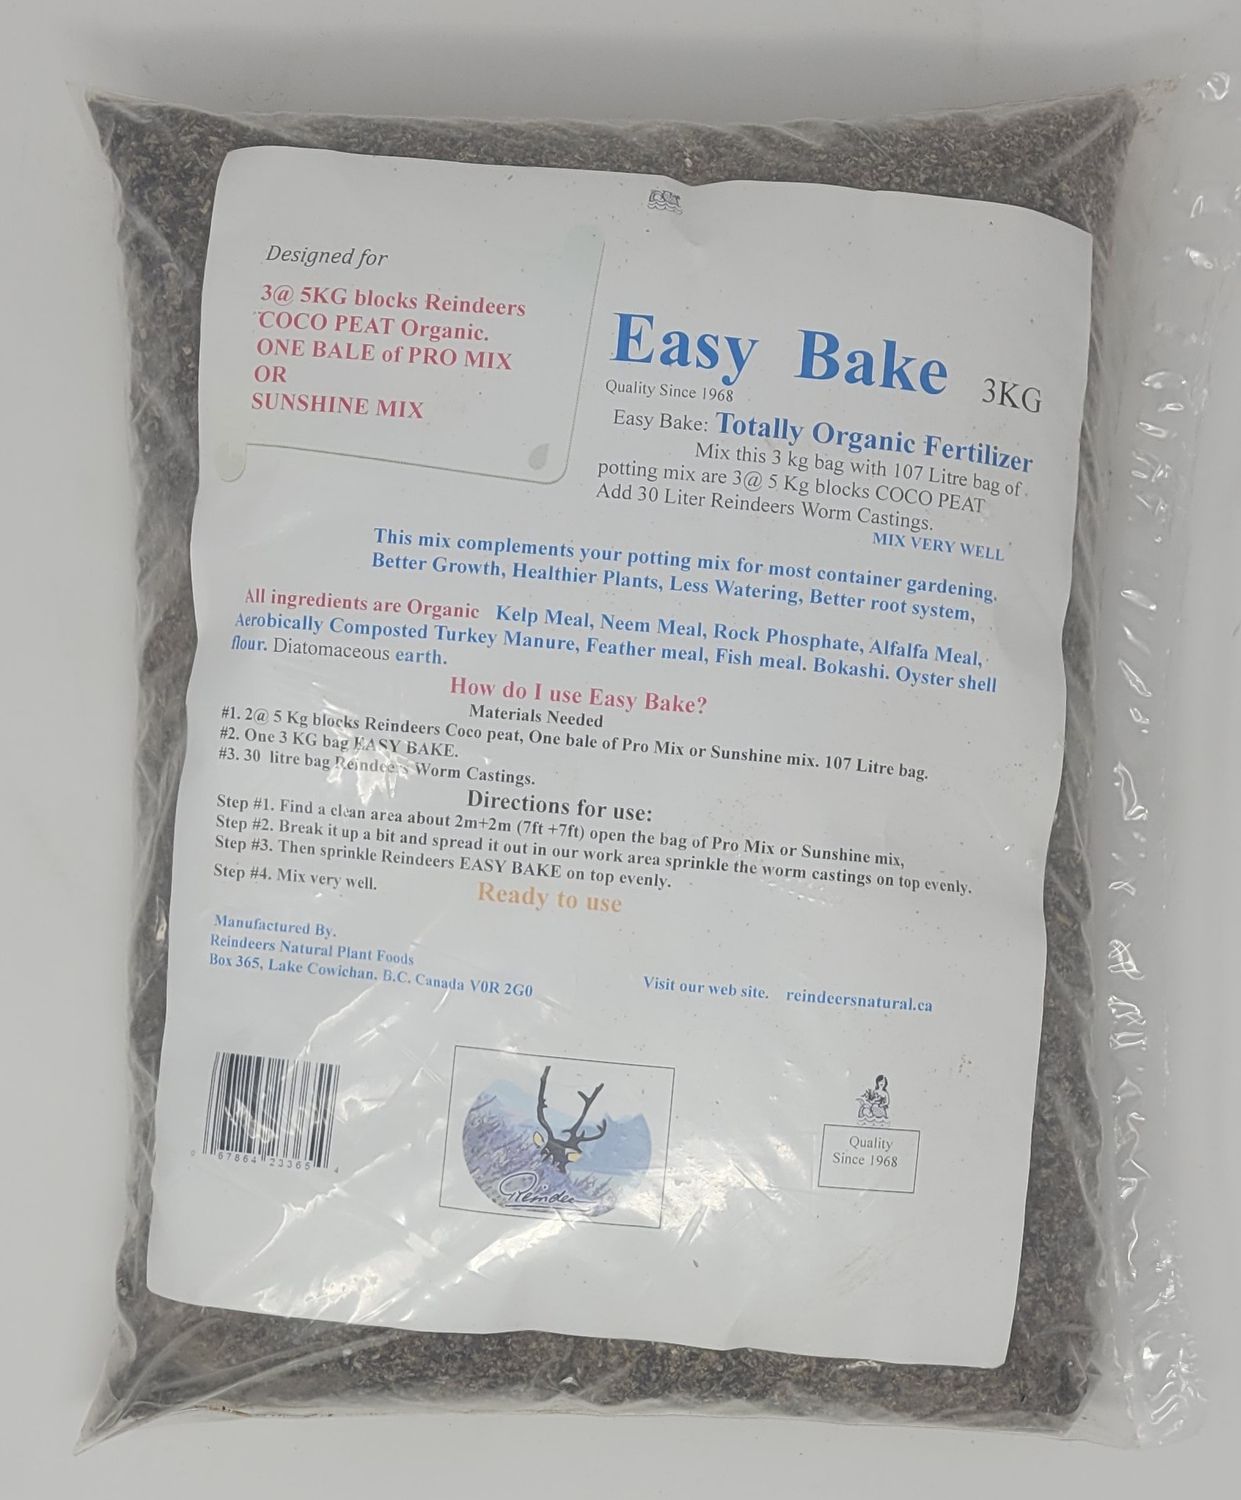 Designed for
3@ 5KG blocks Reindeers
COCO PEAT Organic.
ONE BALE of PRO MIX
OR
SUNSHINE MIX
Easy Bake 3KG
Quality Since 1968
Easy Bake: Totally Organic Fertilizer
Mix this 3 kg bag with 107 Litre bag of
potting mix are 3@ 5 Kg blocks COCO PEAT
Add 30 Liter Reindeers Worm Castings.
MIX VERY WELL
This mix complements your potting mix for most container gardening.
Better Growth, Healthier Plants, Less Watering, Better root system,
All ingredients are Organic Kelp Meal, Neem Meal, Rock Phosphate, Alfalfa Meal,
Aerobically Composted Turkey Manure, Feather meal, Fish meal. Bokashi. Oyster shell
flour. Diatomaceous earth.
How do I use Easy Bake?
Materials Needed
#1. 2@ 5 Kg blocks Reindeers Coco peat, One bale of Pro Mix or Sunshine mix. 107 Litre bag.
#2. One 3 KG bag EASY BAKE.
#3. 30 litre bag Reindeers Worm Castings.
Directions for use:
Step #1. Find a clean area about 2m+2m (7ft +7ft) open the bag of Pro Mix or Sunshine mix,
Step #2. Break it up a bit and spread it out in our work area sprinkle the worm castings on top evenly.
Step #3. Then sprinkle Reindeers EASY BAKE on top evenly.
Step #4. Mix very well.
Ready to use
Manufactured By.
Reindeers Natural Plant Foods
Box 365, Lake Cowichan. B.C. Canada V0R 2G0
Visit our web site. reindeersnatural.ca
0 67864 23365 4
Reindeer
Quality
Since 1968